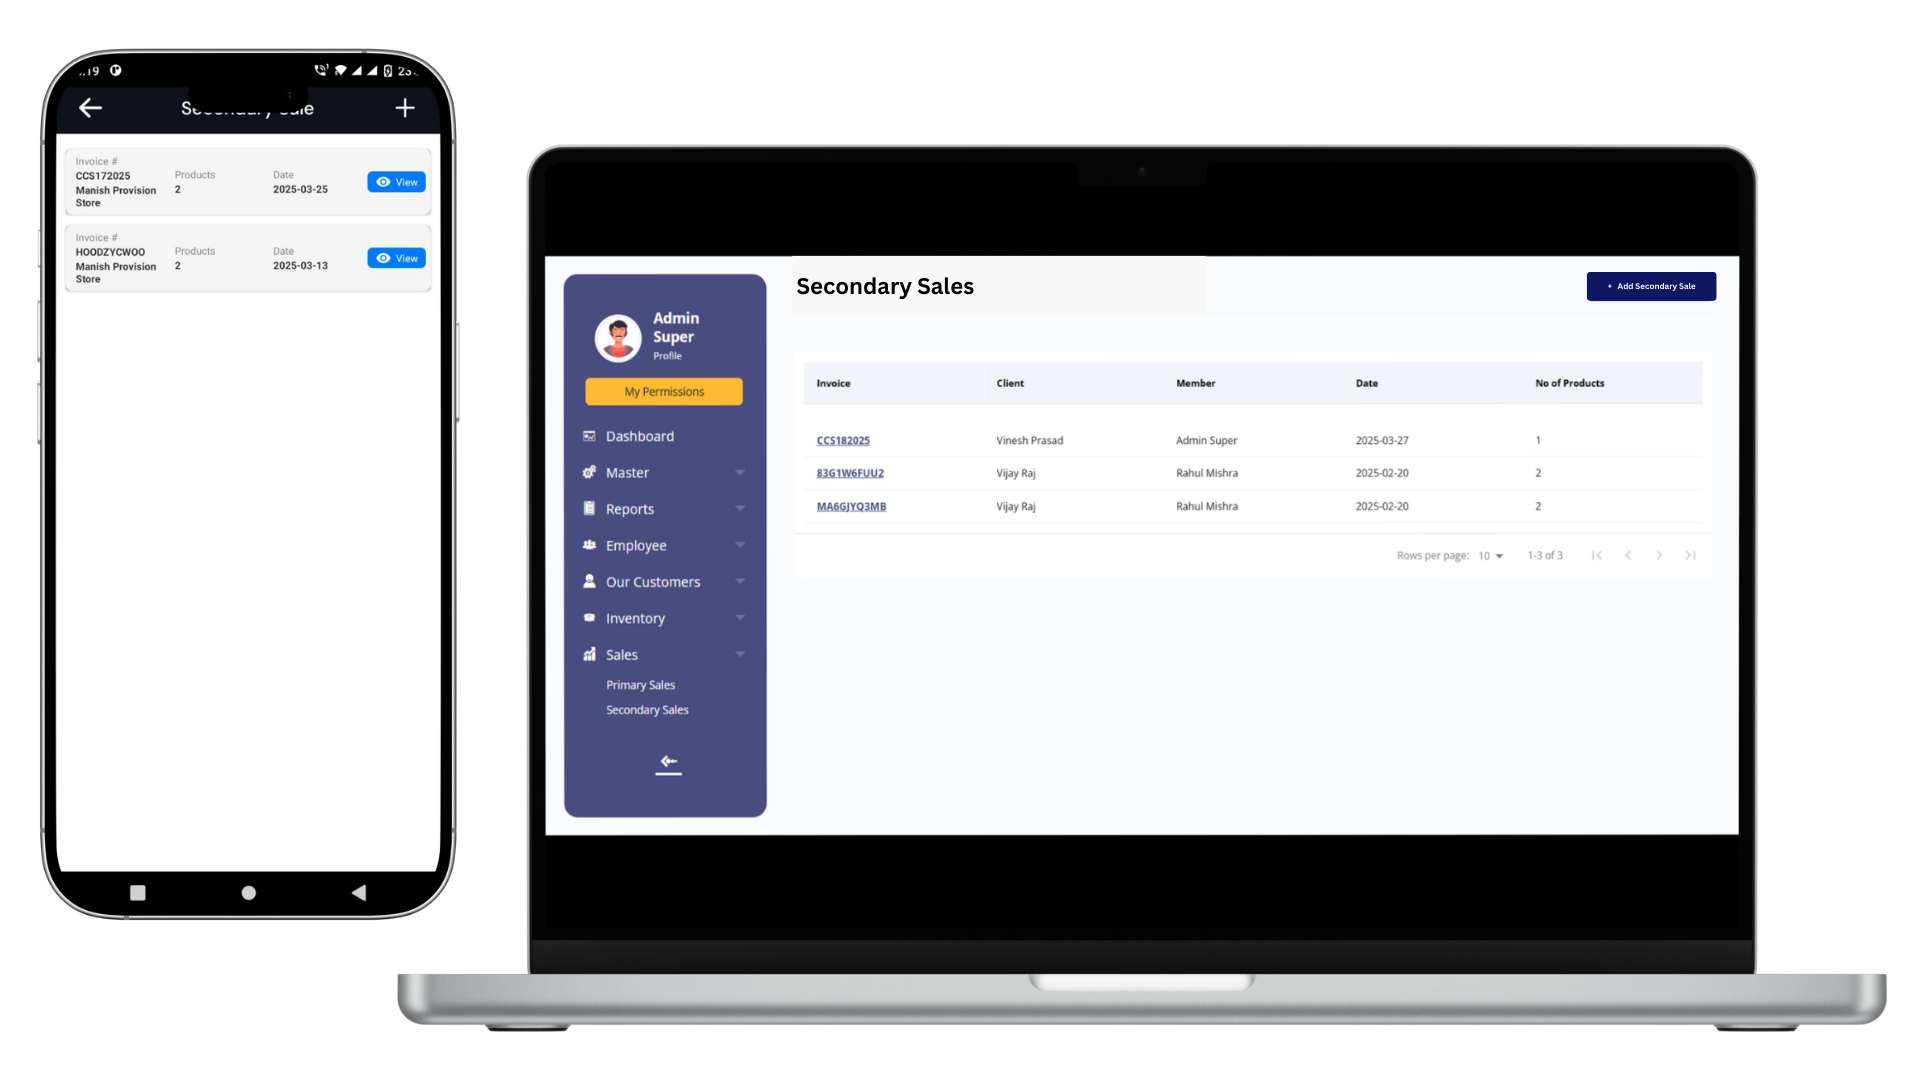 Invoice #
CCS172025
Manish Provision
Store
Products
2
Date
2025-03-25
View
Invoice #
HOODZYCWOO
Manish Provision
Store
Products
2
Date
2025-03-13
View
Secondary Sales
+ Add Secondary Sale
Admin
Super
Profile
My Permissions
Dashboard
Master
Reports
Employee
Our Customers
Inventory
Sales
Primary Sales
Secondary Sales
Invoice Client Member Date No of Products
CCS182025 Vinesh Prasad Admin Super 2025-03-27 1
83G1W6FUU2 Vijay Raj Rahul Mishra 2025-02-20 2
MA6GJYQ3MB Vijay Raj Rahul Mishra 2025-02-20 2
Rows per page: 10 1-3 of 3